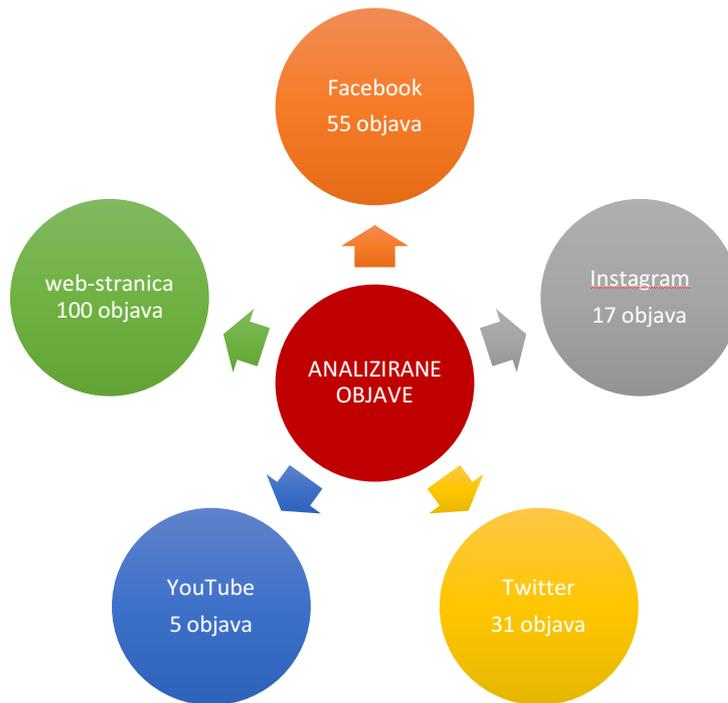 Facebook
55 objava
web-stranica
100 objava
Instagram
17 objava
ANALIZIRANE
OBJAVE
YouTube
5 objava
Twitter
31 objava